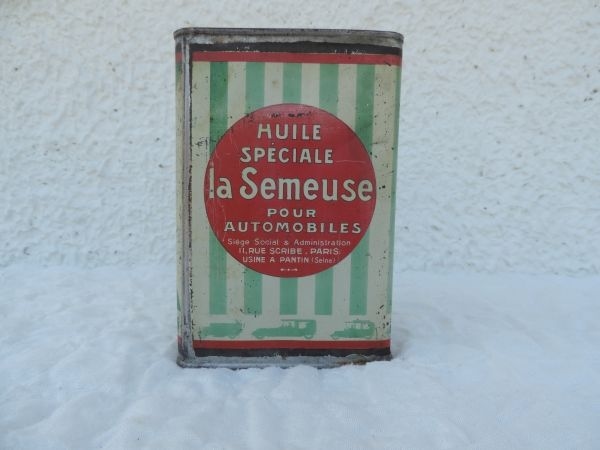 HUILE
SPÉCIALE
la Semeuse
POUR
AUTOMOBILES
Siège Social & Administration
11, RUE SCRIBE, PARIS
USINE A PANTIN (Seine)